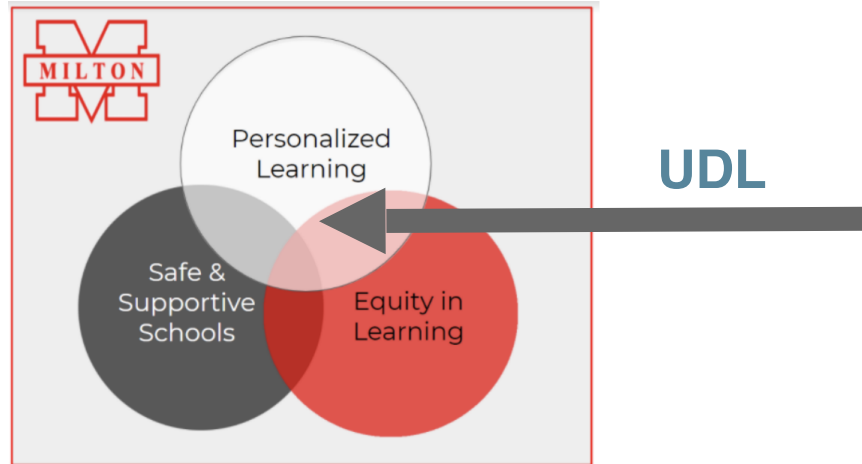 MILTON
Personalized
Learning
UDL
Safe &
Supportive
Schools
Equity in
Learning